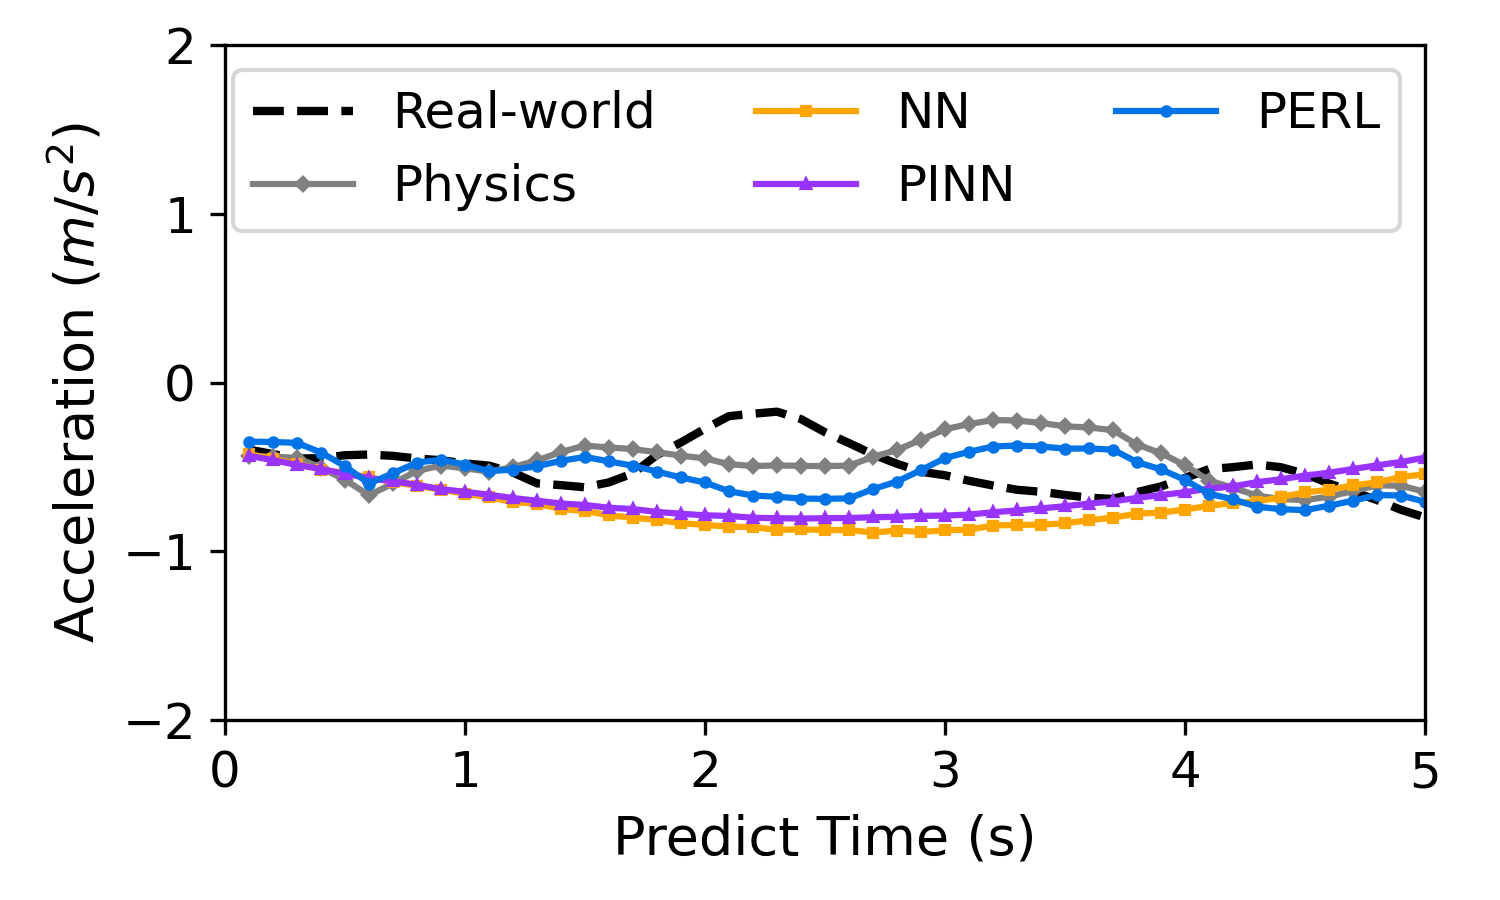 Real-world
Physics
NN
PINN
PERL
Acceleration (m/s²)
2
1
0
−1
−2
0 1 2 3 4 5
Predict Time (s)